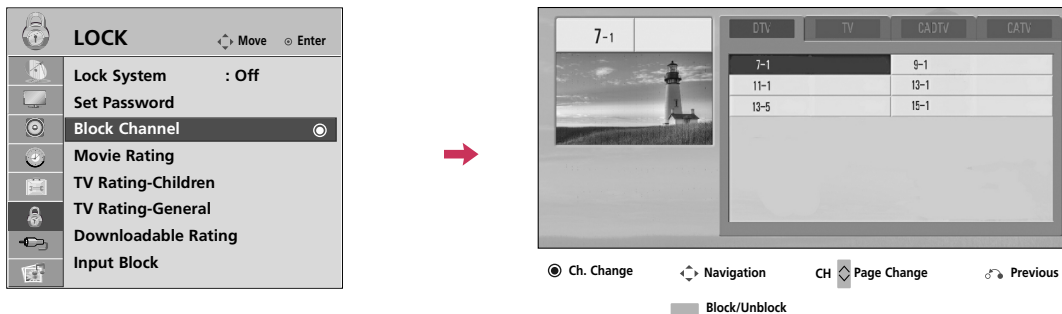 LOCK
Move
Enter
Lock System : Off
Set Password
Block Channel
Movie Rating
TV Rating-Children
TV Rating-General
Downloadable Rating
Input Block
7-1
DTV TV CADTV CATV
7-1 9-1
11-1 13-1
13-5 15-1
Ch. Change
Navigation
CH Page Change
Previous
Block/Unblock